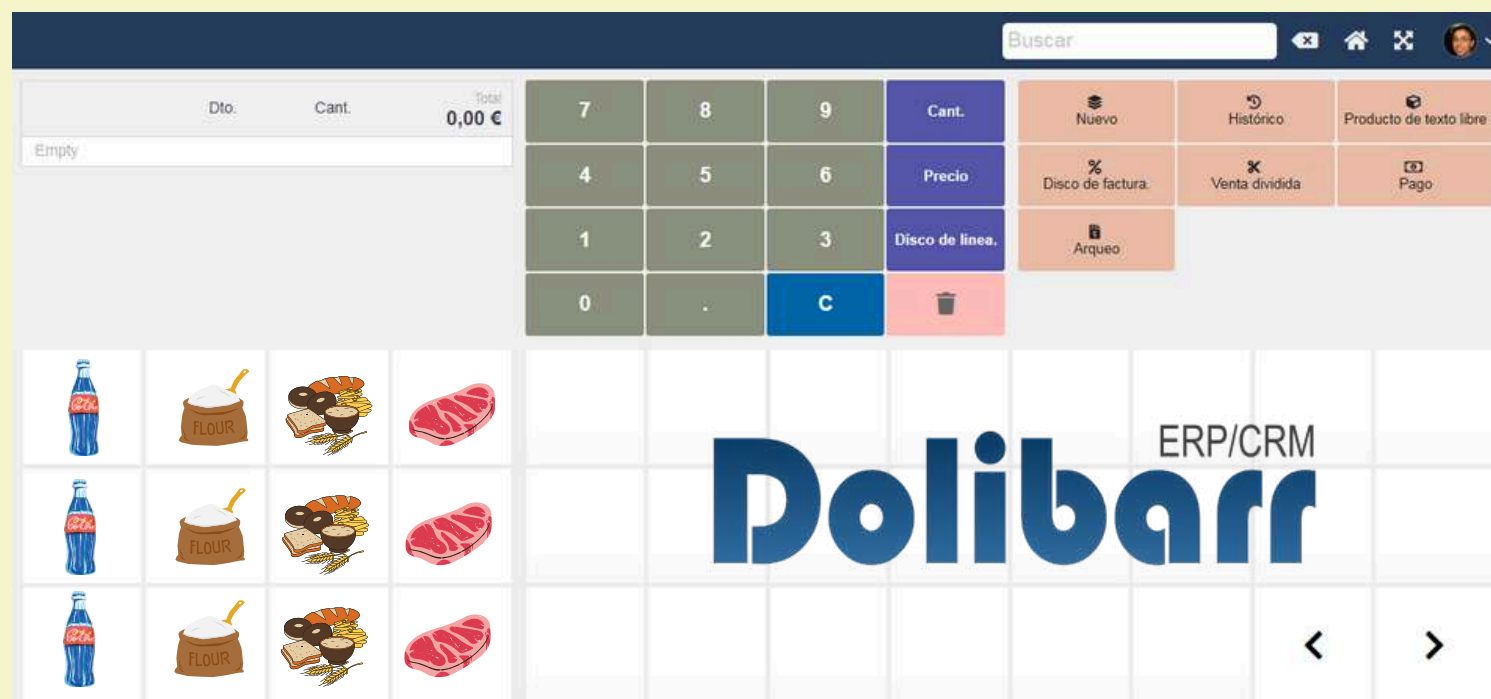 Buscar
Dto. Cant. Total
0,00 €
Empty
7 8 9 Cant.
4 5 6 Precio
1 2 3 Disco de línea.
0 . C
Nuevo Histórico Producto de texto libre
Disco de factura. Venta dividida Pago
Arqueo
FLOUR
FLOUR
FLOUR
ERP/CRM
Dolibarr